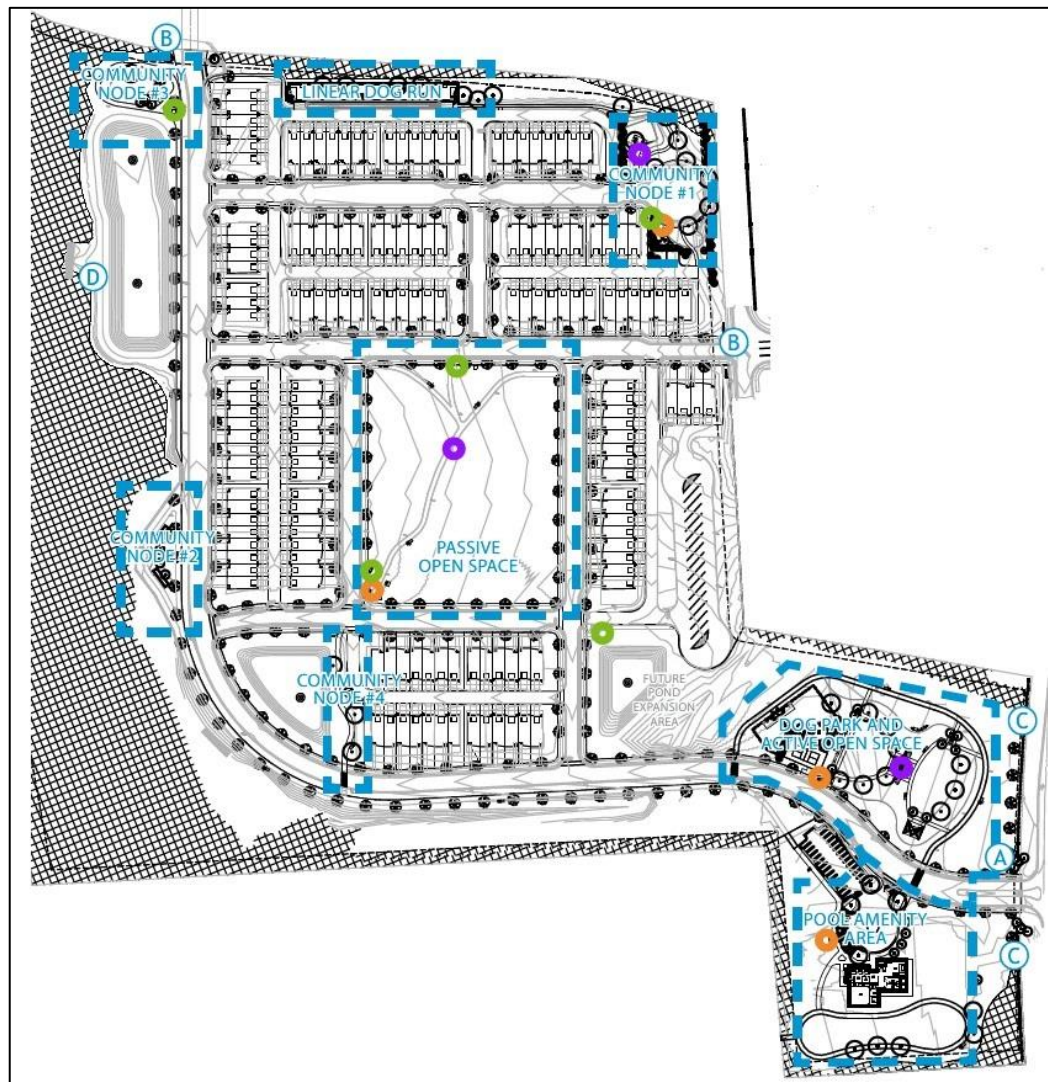 B
COMMUNITY
NODE #3
LINEAR DOG RUN
COMMUNITY
NODE #1
D
B
COMMUNITY
NODE #2
PASSIVE
OPEN SPACE
COMMUNITY
NODE #4
FUTURE
POND
EXPANSION
AREA
DOG PARK AND
ACTIVE OPEN SPACE
C
A
POOL AMENITY
AREA
C